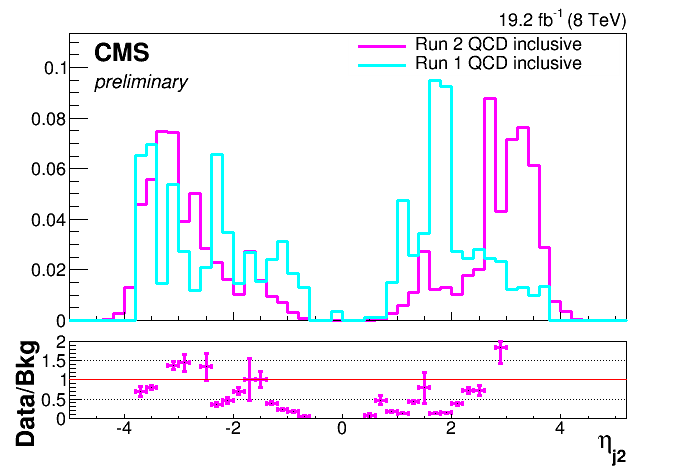 19.2 fb⁻¹ (8 TeV)
CMS
preliminary
Run 2 QCD inclusive
Run 1 QCD inclusive
0.1
0.08
0.06
0.04
0.02
0
Data/Bkg
2
1.5
1
0.5
0
-4 -2 0 2 4
η_j2